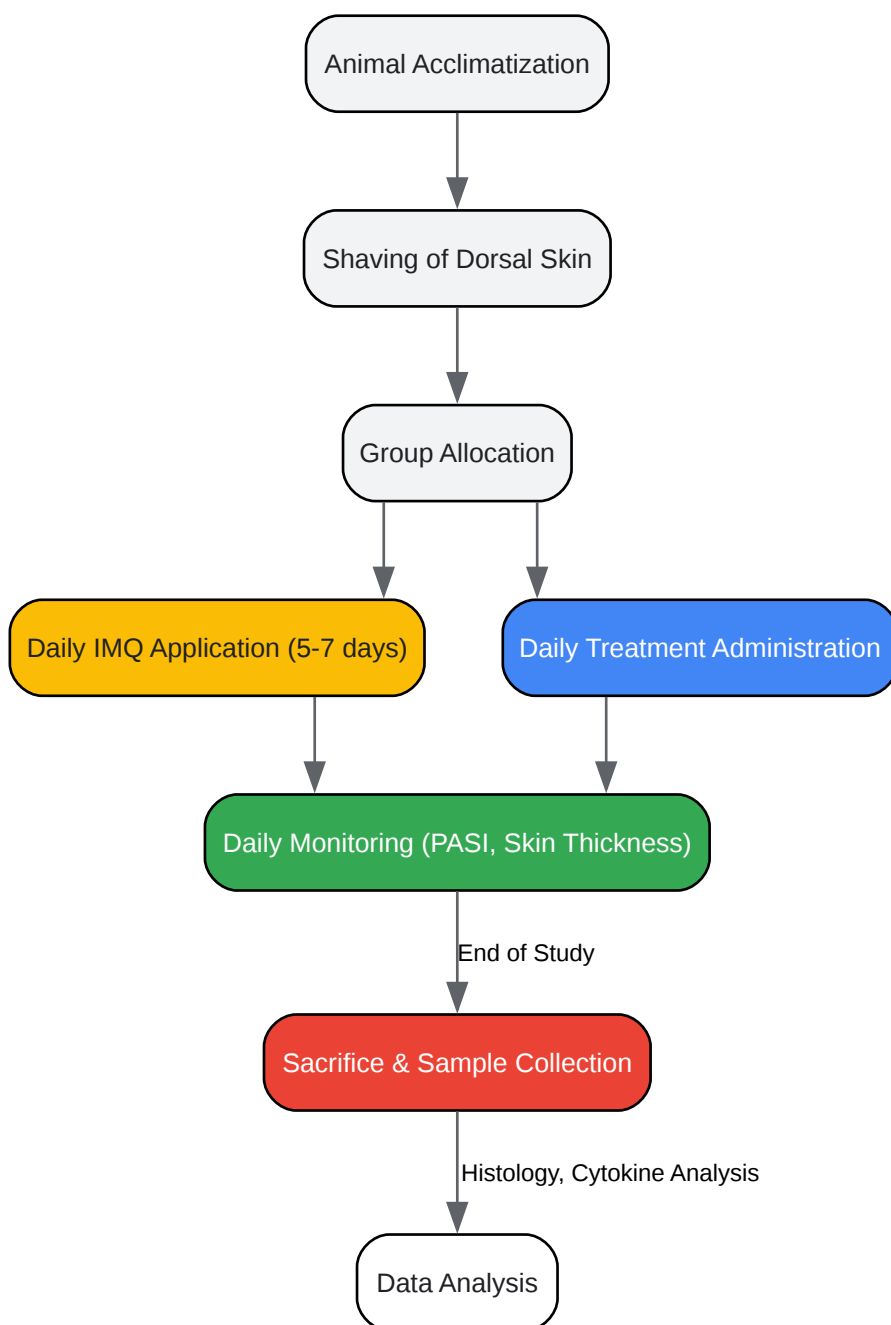 Animal Acclimatization
Shaving of Dorsal Skin
Group Allocation
Daily IMQ Application (5-7 days)
Daily Treatment Administration
Daily Monitoring (PASI, Skin Thickness)
End of Study
Sacrifice & Sample Collection
Histology, Cytokine Analysis
Data Analysis